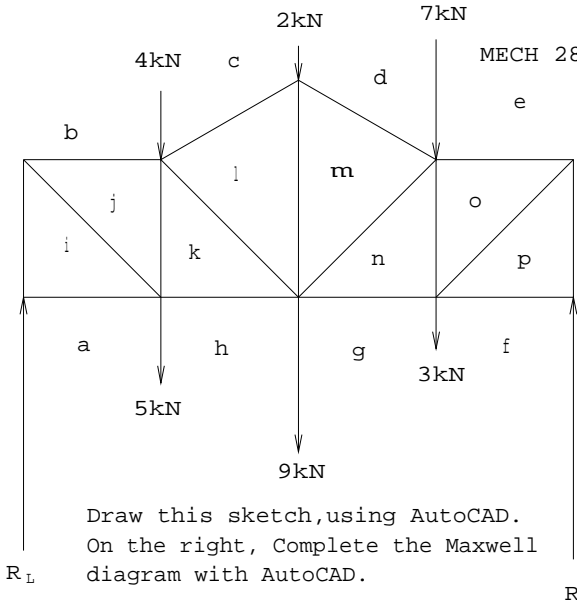 2kN
7kN
4kN
c
MECH 28
d
e
b
l
m
j
o
i
k
n
p
a
h
g
f
3kN
5kN
9kN
Draw this sketch,using AutoCAD.
On the right, Complete the Maxwell
R L diagram with AutoCAD.
R